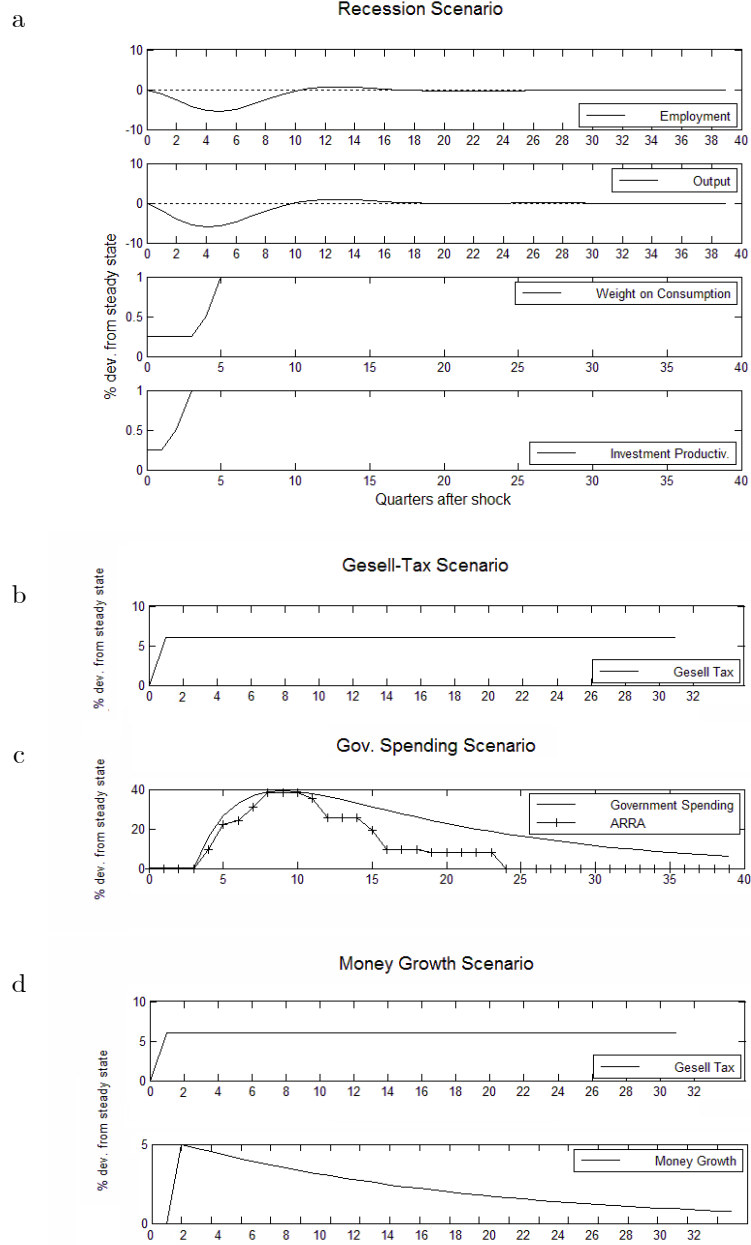 a
Recession Scenario
10
0
-10
Employment
0 2 4 6 8 10 12 14 16 18 20 22 24 26 28 30 32 34 36 38 40
10
0
-10
Output
0 2 4 6 8 10 12 14 16 18 20 22 24 26 28 30 32 34 36 38 40
% dev. from steady state
1
0.5
0
Weight on Consumption
0 5 10 15 20 25 30 35 40
1
0.5
0
Investment Productiv.
0 5 10 15 20 25 30 35 40
Quarters after shock
b
Gesell-Tax Scenario
% dev. from steady state
10
5
0
Gesell Tax
0 2 4 6 8 10 12 14 16 18 20 22 24 26 28 30 32
c
Gov. Spending Scenario
% dev. from steady state
40
20
0
Government Spending
ARRA
0 5 10 15 20 25 30 35 40
d
Money Growth Scenario
% dev. from steady state
10
5
0
Gesell Tax
0 2 4 6 8 10 12 14 16 18 20 22 24 26 28 30 32
5
0
Money Growth
0 2 4 6 8 10 12 14 16 18 20 22 24 26 28 30 32